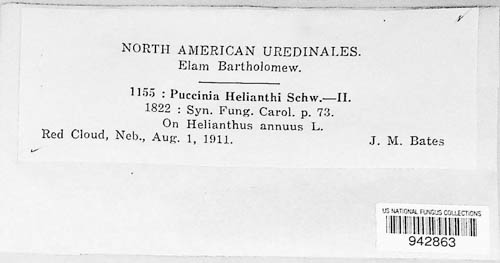 NORTH AMERICAN UREDINALES.
Elam Bartholomew.
1155 : Puccinia Helianthi Schw.—II.
1822 : Syn. Fung. Carol. p. 73.
On Helianthus annuus L.
Red Cloud, Neb., Aug. 1, 1911. J. M. Bates
US NATIONAL FUNGUS COLLECTIONS
942863